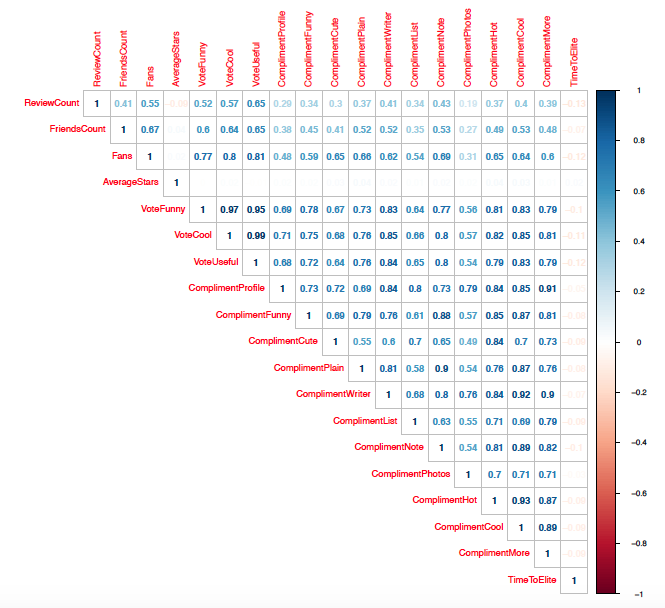 ReviewCount
FriendsCount
Fans
AverageStars
VoteFunny
VoteCool
VoteUseful
ComplimentProfile
ComplimentFunny
ComplimentCute
ComplimentPlain
ComplimentWriter
ComplimentList
ComplimentNote
ComplimentPhotos
ComplimentHot
ComplimentCool
ComplimentMore
TimeToElite
ReviewCount 1 0.41 0.55 0.52 0.57 0.65 0.29 0.34 0.3 0.37 0.41 0.34 0.43 0.19 0.37 0.4 0.39 −0.13
FriendsCount 1 0.67 0.6 0.64 0.65 0.38 0.45 0.41 0.52 0.52 0.35 0.53 0.27 0.49 0.53 0.48 −0.07
Fans 1 0.77 0.8 0.81 0.48 0.59 0.65 0.66 0.62 0.54 0.69 0.31 0.65 0.64 0.6 −0.12
AverageStars 1
VoteFunny 1 0.97 0.95 0.69 0.78 0.67 0.73 0.83 0.64 0.77 0.56 0.81 0.83 0.79 −0.1
VoteCool 1 0.99 0.71 0.75 0.68 0.76 0.85 0.66 0.8 0.57 0.82 0.85 0.81 −0.11
VoteUseful 1 0.68 0.72 0.64 0.76 0.84 0.65 0.8 0.54 0.79 0.83 0.79 −0.12
ComplimentProfile 1 0.73 0.72 0.69 0.84 0.8 0.73 0.79 0.84 0.85 0.91
ComplimentFunny 1 0.69 0.79 0.76 0.61 0.88 0.57 0.85 0.87 0.81
ComplimentCute 1 0.55 0.6 0.7 0.65 0.49 0.84 0.7 0.73
ComplimentPlain 1 0.81 0.58 0.9 0.54 0.76 0.87 0.76
ComplimentWriter 1 0.68 0.8 0.76 0.84 0.92 0.9
ComplimentList 1 0.63 0.55 0.71 0.69 0.79
ComplimentNote 1 0.54 0.81 0.89 0.82 −0.1
ComplimentPhotos 1 0.7 0.71 0.71
ComplimentHot 1 0.93 0.87
ComplimentCool 1 0.89
ComplimentMore 1
TimeToElite 1
1
0.8
0.6
0.4
0.2
0
−0.2
−0.4
−0.6
−0.8
−1